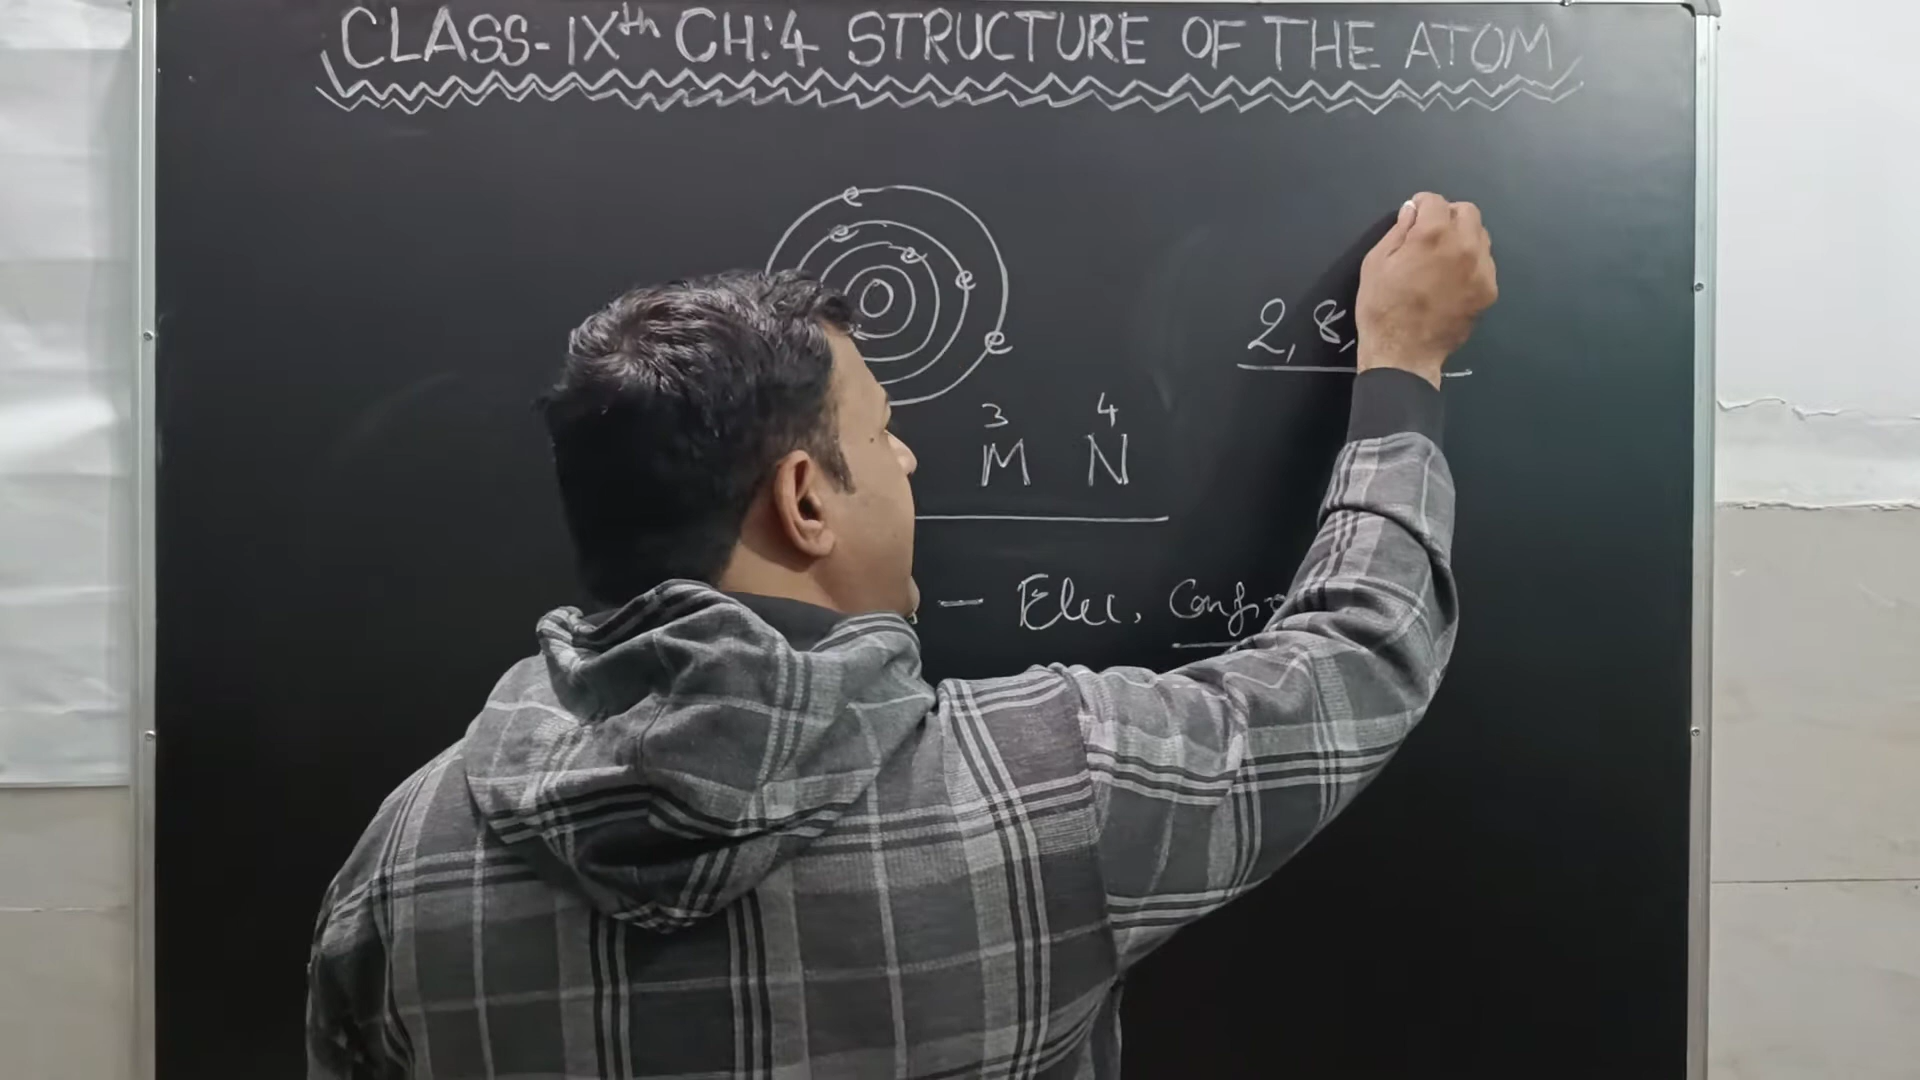 CLASS-IXth CH:4 STRUCTURE OF THE ATOM
e
e
e
e
e
2, 8,
3 4
M N
- Elec. Config